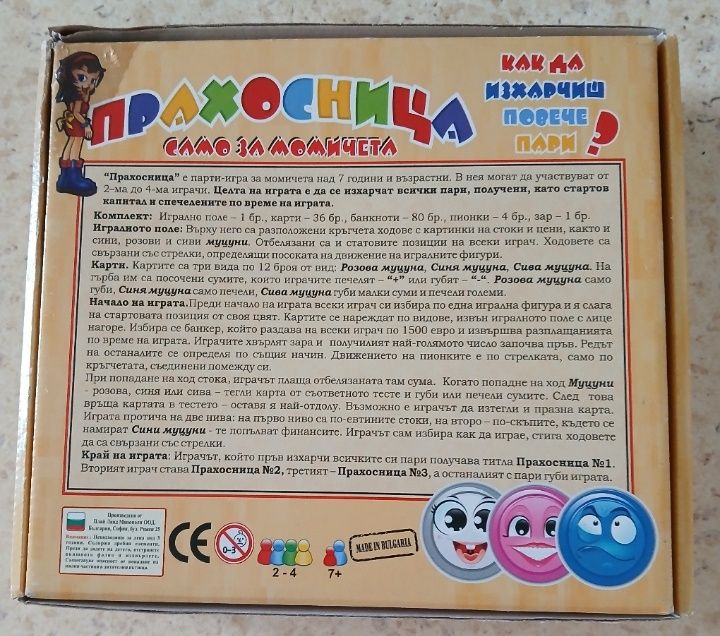 ПРАХОСНИЦА
САМО ЗА МОМИЧЕТА
КАК ДА
ИЗХАРЧИШ
ПОВЕЧЕ
ПАРИ ?
"Прахосница" е парти-игра за момичета над 7 години и възрастни. В нея могат да участвуват от
2-ма до 4-ма играчи. Целта на играта е да се изхарчат всички пари, получени, като стартов
капитал и спечелените по време на играта.
Комплект: Игрално поле – 1 бр., карти – 36 бр., банкноти – 80 бр., пионки – 4 бр., зар – 1 бр.
Игралното поле: Върху него са разположени кръгчета ходове с картинки на стоки и цени, както и
сини, розови и сиви муцуни. Отбелязани са и статовите позиции на всеки играч. Ходовете са
свързани със стрелки, определящи посоката на движение на игралните фигури.
Карти. Картите са три вида по 12 броя от вид: Розова муцуна, Синя муцуна, Сива муцуна. На
гърба им са посочени сумите, които играчите печелят – "+" или губят – "-". Розова муцуна само
губи, Синя муцуна само печели, Сива муцуна губи малки суми и печели големи.
Начало на играта. Преди начало на играта всеки играч си избира по една игрална фигура и я слага
на стартовата позиция от своя цвят. Картите се нареждат по видове, извън игралното поле с лице
нагоре. Избира се банкер, който раздава на всеки играч по 1500 евро и извършва разплащанията
по време на играта. Играчите хвърлят зара и получилият най-голямото число започва пръв. Редът
на останалите се определя по същия начин. Движението на пионките е по стрелката, само по
кръгчетата, съединени помежду си.
При попадане на ход стока, играчът плаща отбелязаната там сума. Когато попадне на ход Муцуни
- розова, синя или сива – тегли карта от съответното тесте и губи или печели сумите. След това
връща картата в тестето – оставя я най-отдолу. Възможно е играчът да изтегли и празна карта.
Играта протича на две нива: на първо ниво са по-евтините стоки, на второ – по-скъпите, където се
намират Сини муцуни - те попълват финансите. Играчът сам избира как да играе, стига ходовете
да са свързани със стрелки.
Край на играта: Играчът, който пръв изхарчи всичките си пари получава титла Прахосница №1.
Вторият играч става Прахосница №2, третият – Прахосница №3, а останалият с пари губи играта.
Произведено от
България, София,
CE
0-3
2 - 4
7+
MADE IN BULGARIA